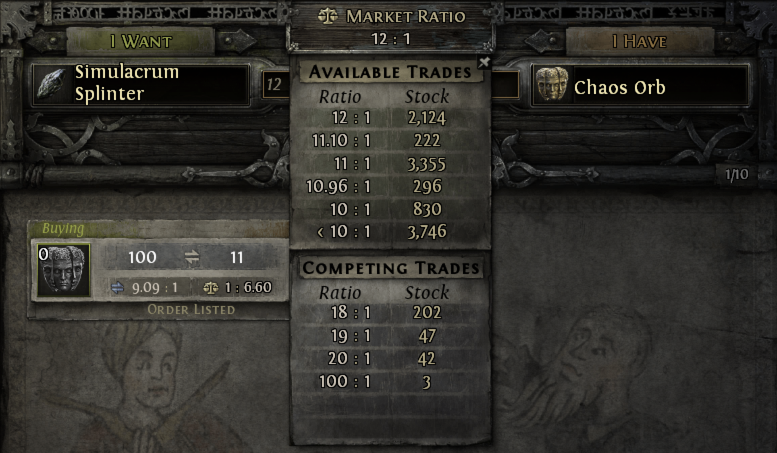 MARKET RATIO
12 : 1
I WANT
I HAVE
Simulacrum
Splinter
12
Chaos Orb
AVAILABLE TRADES
Ratio Stock
12 : 1 2,124
11.10 : 1 222
11 : 1 3,355
10.96 : 1 296
10 : 1 830
< 10 : 1 3,746
1/10
Buying
0
100 11
9.09 : 1 1 : 6.60
ORDER LISTED
COMPETING TRADES
Ratio Stock
18 : 1 202
19 : 1 47
20 : 1 42
100 : 1 3